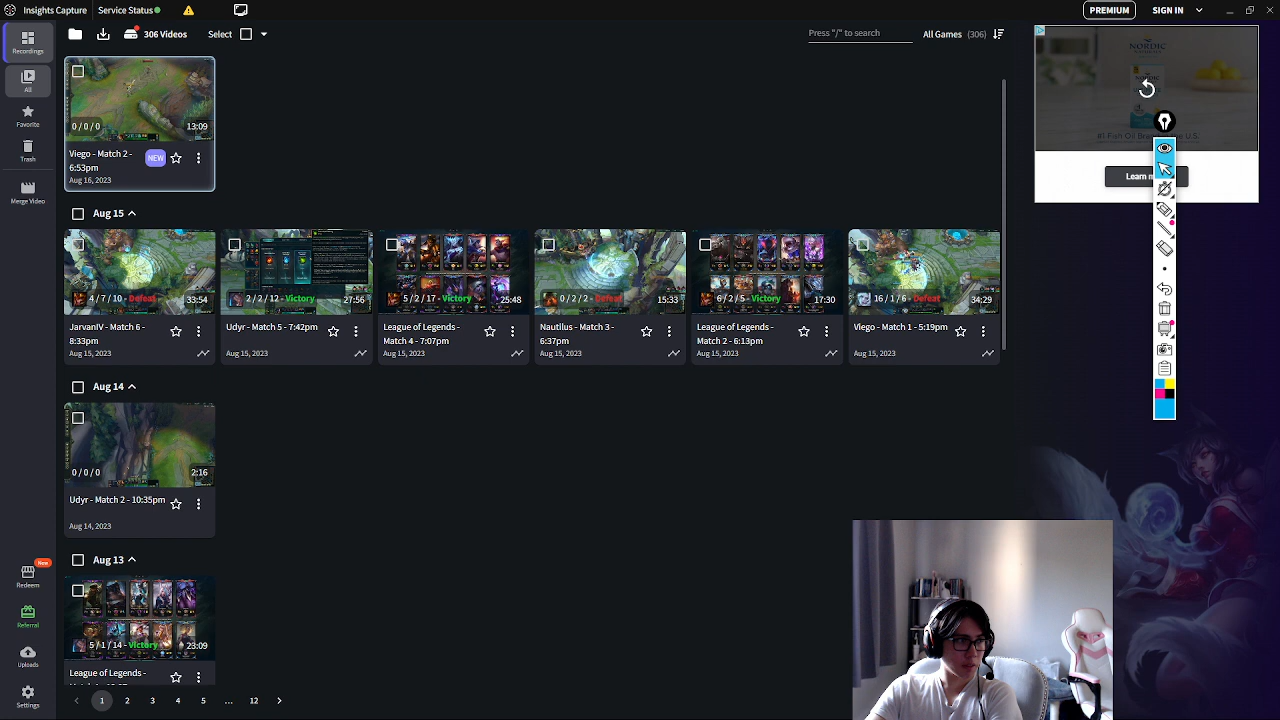 Insights Capture
Service Status
PREMIUM
SIGN IN
Recordings
All
Favorite
Trash
Merge Video
Redeem
New
Referral
Uploads
Settings
306 Videos
Select
Press "/" to search
All Games (306)
0 / 0 / 0
13:09
Viego - Match 2 - 6:53pm
NEW
Aug 16, 2023
Aug 15
4 / 7 / 10 - Defeat
33:54
JarvanIV - Match 6 - 8:33pm
Aug 15, 2023
2 / 2 / 12 - Victory
27:56
Udyr - Match 5 - 7:42pm
Aug 15, 2023
5 / 2 / 17 - Victory
25:48
League of Legends - Match 4 - 7:07pm
Aug 15, 2023
0 / 2 / 2 - Defeat
15:33
Nautilus - Match 3 - 6:37pm
Aug 15, 2023
6 / 2 / 5 - Victory
17:30
League of Legends - Match 2 - 6:13pm
Aug 15, 2023
16 / 1 / 6 - Defeat
34:29
Viego - Match 1 - 5:19pm
Aug 15, 2023
Aug 14
0 / 0 / 0
2:16
Udyr - Match 2 - 10:35pm
Aug 14, 2023
Aug 13
5 / 1 / 14 - Victory
23:09
League of Legends -
1 2 3 4 5 ... 12
NORDIC
#1 Fish Oil Brand
U.S.
Learn